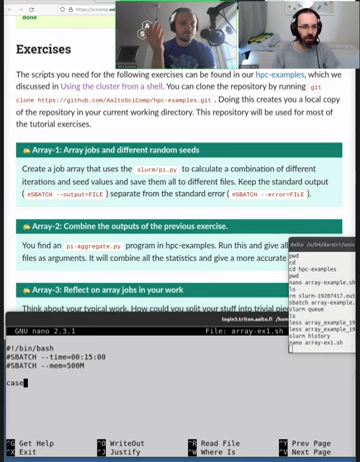 done
https://scicomp.aal
Exercises
The scripts you need for the following exercises can be found in our hpc-examples, which we
discussed in Using the cluster from a shell. You can clone the repository by running git
clone https://github.com/AaltoSciComp/hpc-examples.git . Doing this creates you a local copy
of the repository in your current working directory. This repository will be used for most of
the tutorial exercises.
Array-1: Array jobs and different random seeds
Create a job array that uses the slurm/pi.py to calculate a combination of different
iterations and seed values and save them all to different files. Keep the standard output
( #SBATCH --output=FILE ) separate from the standard error ( #SBATCH --error=FILE ).
Array-2: Combine the outputs of the previous exercise.
You find an pi-aggregate.py program in hpc-examples. Run this and give all
files as arguments. It will combine all the statistics and give a more accurate
Array-3: Reflect on array jobs in your work
Think about your typical work. How could you split your stuff into trivial piec
pwd
cd
cd hpc-examples
pwd
nano array-example.sh
ls
rm slurm-19207417.out
sbatch array-example.
slurm queue
ls
less array_example_19
less array_example_19
slurm history
nano array-ex1.sh
login3.triton.aalto.fi
GNU nano 2.3.1 File: array-ex1.sh
#!/bin/bash
#SBATCH --time=00:15:00
#SBATCH --mem=500M
case
^G Get Help ^O WriteOut ^R Read File ^Y Prev Page
^X Exit ^J Justify ^W Where Is ^V Next Page